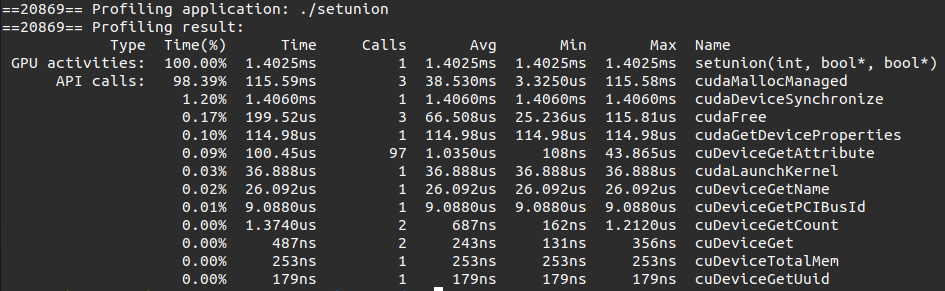 ==20869== Profiling application: ./setunion
==20869== Profiling result:
            Type  Time(%)      Time     Calls       Avg       Min       Max  Name
 GPU activities:  100.00%  1.4025ms         1  1.4025ms  1.4025ms  1.4025ms  setunion(int, bool*, bool*)
      API calls:   98.39%  115.59ms         3  38.530ms  3.3250us  115.58ms  cudaMallocManaged
                    1.20%  1.4060ms         1  1.4060ms  1.4060ms  1.4060ms  cudaDeviceSynchronize
                    0.17%  199.52us         3  66.508us  25.236us  115.81us  cudaFree
                    0.10%  114.98us         1  114.98us  114.98us  114.98us  cudaGetDeviceProperties
                    0.09%  100.45us        97  1.0350us     108ns  43.865us  cuDeviceGetAttribute
                    0.03%  36.888us         1  36.888us  36.888us  36.888us  cudaLaunchKernel
                    0.02%  26.092us         1  26.092us  26.092us  26.092us  cuDeviceGetName
                    0.01%  9.0880us         1  9.0880us  9.0880us  9.0880us  cuDeviceGetPCIBusId
                    0.00%  1.3740us         2     687ns     162ns  1.2120us  cuDeviceGetCount
                    0.00%     487ns         2     243ns     131ns     356ns  cuDeviceGet
                    0.00%     253ns         1     253ns     253ns     253ns  cuDeviceTotalMem
                    0.00%     179ns         1     179ns     179ns     179ns  cuDeviceGetUuid